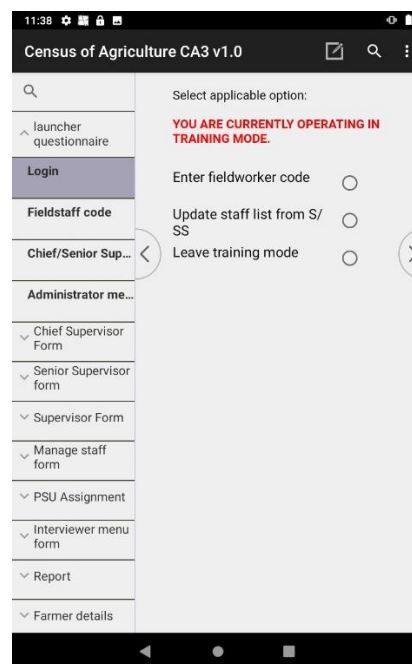 11:38
Census of Agriculture CA3 v1.0
launcher
questionnaire
Login
Fieldstaff code
Chief/Senior Sup...
Administrator me...
Chief Supervisor
Form
Senior Supervisor
form
Supervisor Form
Manage staff
form
PSU Assignment
Interviewer menu
form
Report
Farmer details
Select applicable option:
YOU ARE CURRENTLY OPERATING IN
TRAINING MODE.
Enter fieldworker code
Update staff list from S/
SS
Leave training mode